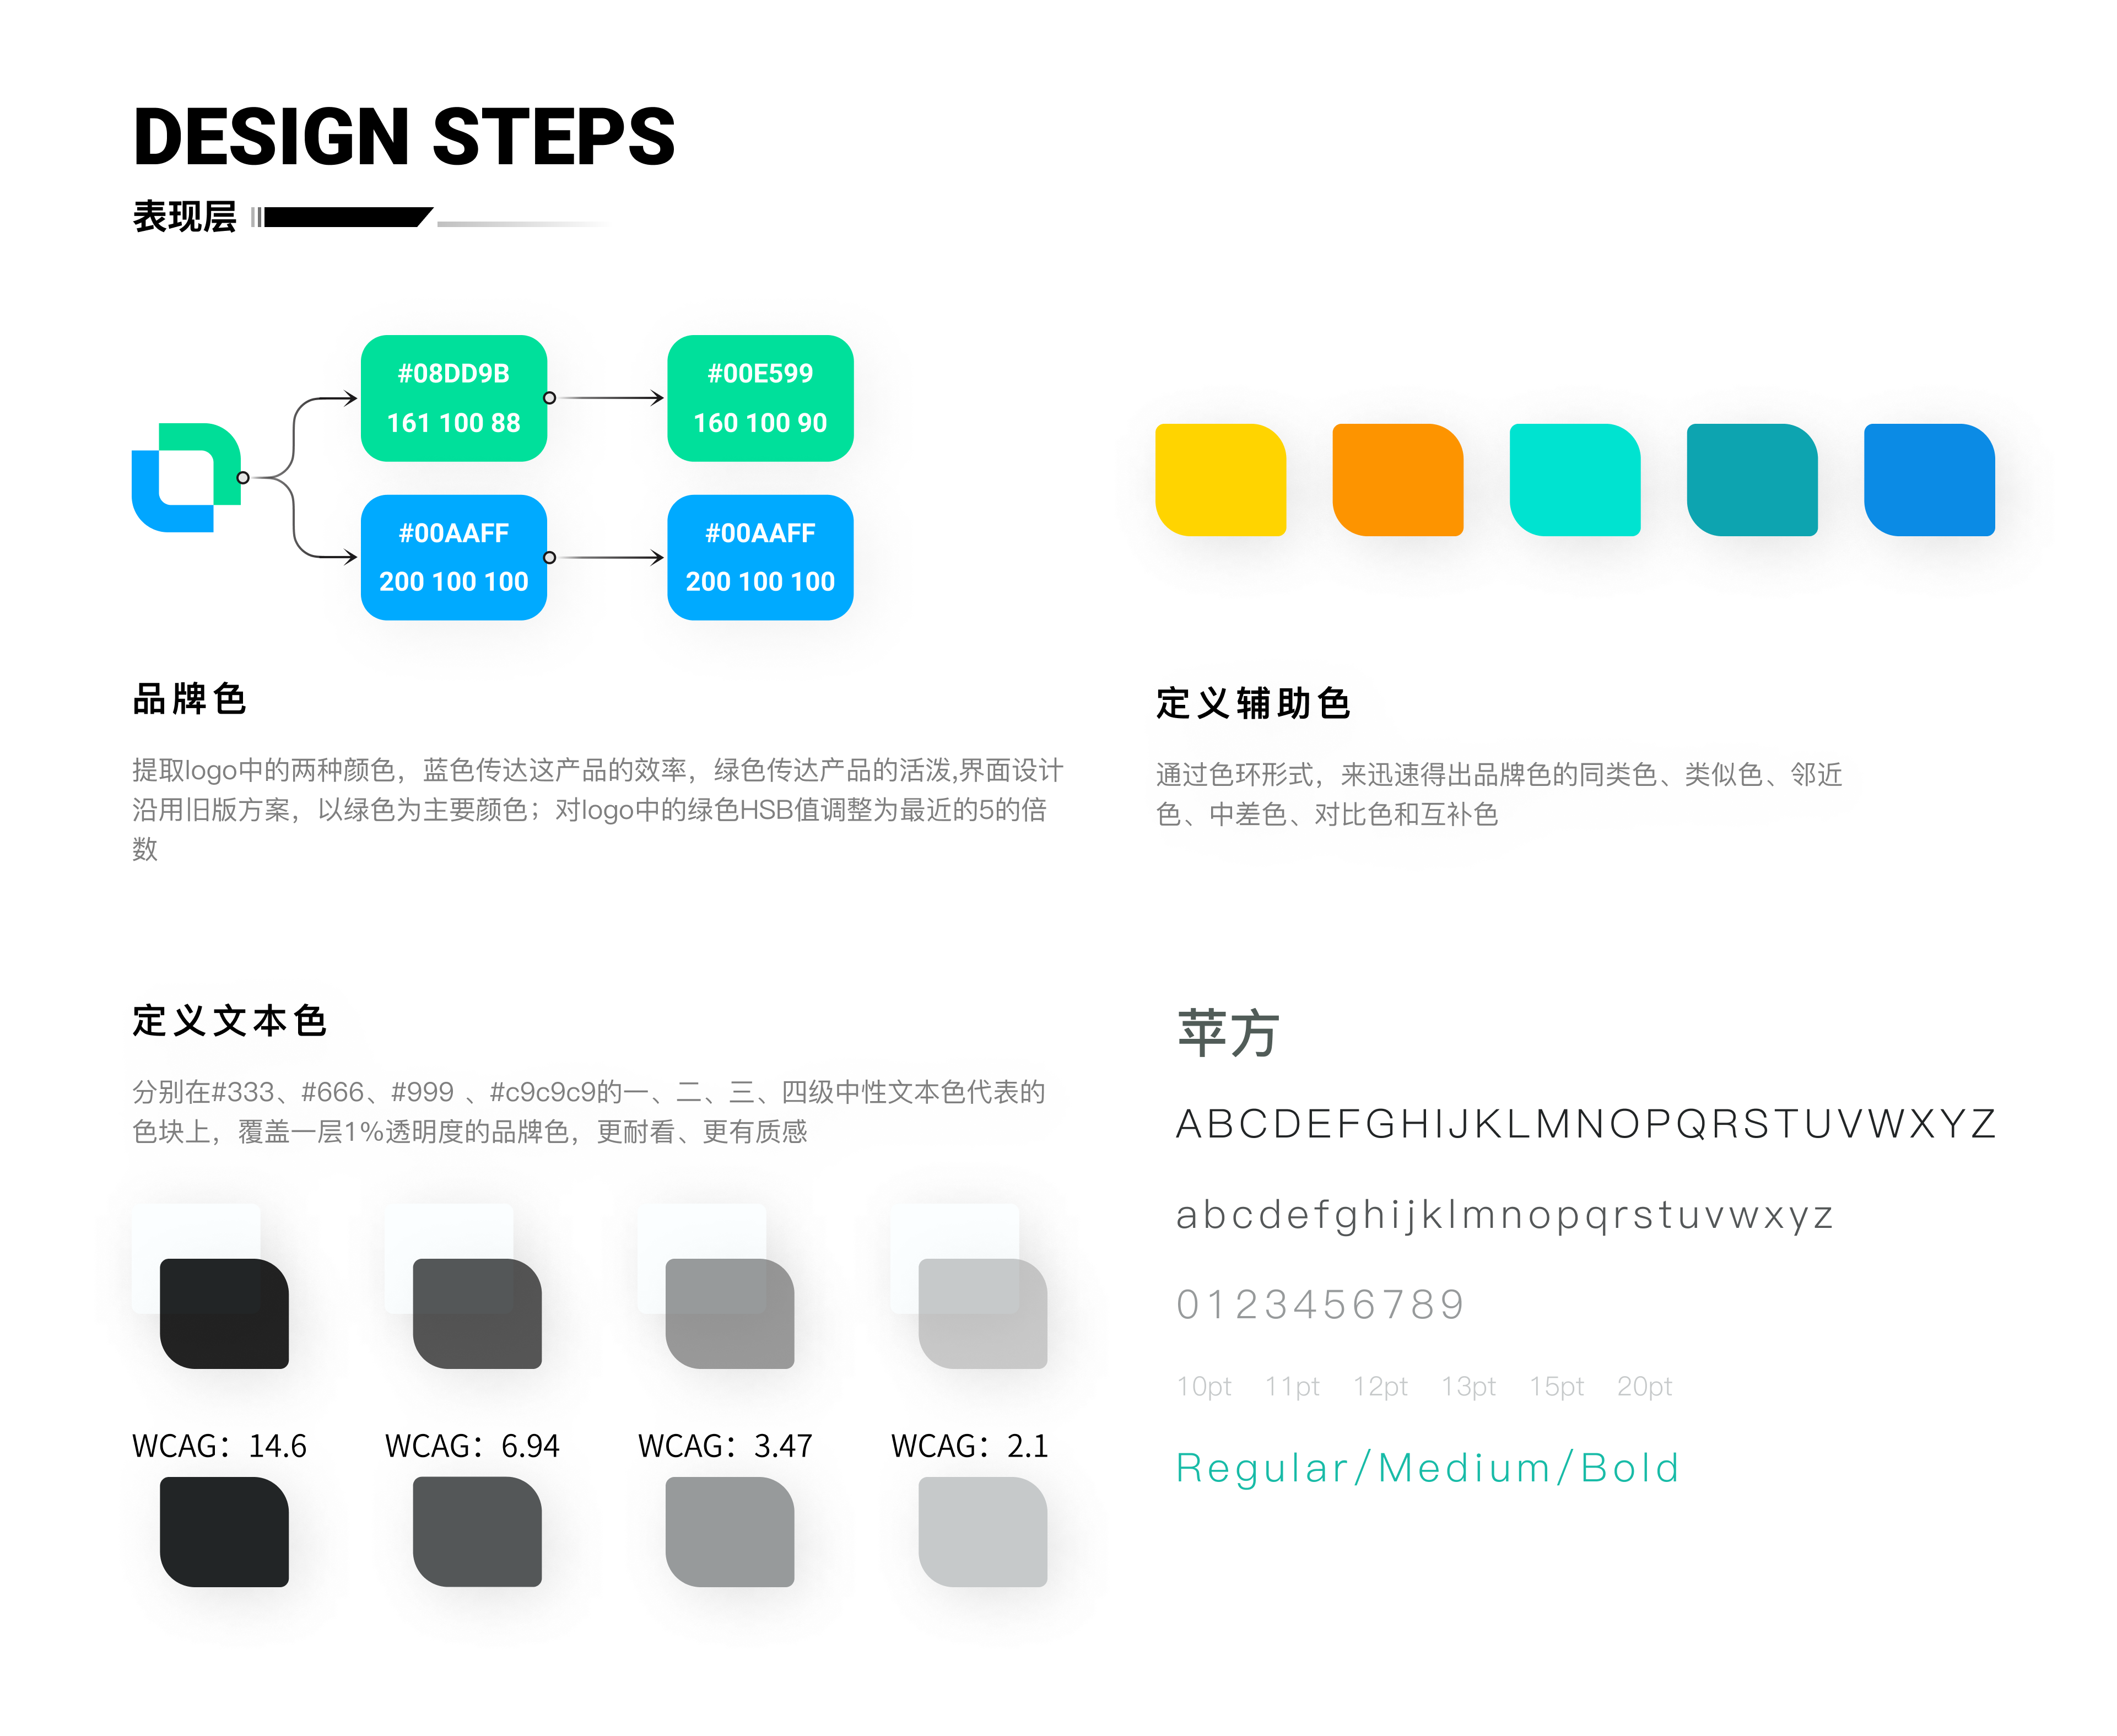 DESIGN STEPS
表现层
#08DD9B
161 100 88
#00E599
160 100 90
#00AAFF
200 100 100
#00AAFF
200 100 100
品牌色
提取logo中的两种颜色，蓝色传达这产品的效率，绿色传达产品的活泼,界面设计
沿用旧版方案，以绿色为主要颜色；对logo中的绿色HSB值调整为最近的5的倍
数
定义辅助色
通过色环形式，来迅速得出品牌色的同类色、类似色、邻近
色、中差色、对比色和互补色
定义文本色
分别在#333、#666、#999 、#c9c9c9的一、二、三、四级中性文本色代表的
色块上，覆盖一层1%透明度的品牌色，更耐看、更有质感
WCAG：14.6
WCAG：6.94
WCAG：3.47
WCAG：2.1
苹方
ABCDEFGHIJKLMNOPQRSTUVWXYZ
abcdefghijklmnopqrstuvwxyz
0123456789
10pt 11pt 12pt 13pt 15pt 20pt
Regular/Medium/Bold